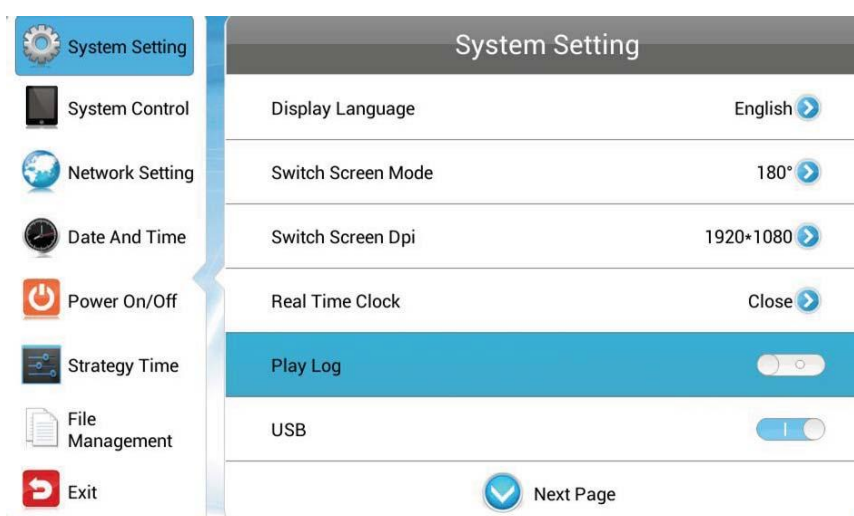 System Setting
System Control
Network Setting
Date And Time
Power On/Off
Strategy Time
File
Management
Exit
System Setting
Display Language English
Switch Screen Mode 180°
Switch Screen Dpi 1920*1080
Real Time Clock Close
Play Log
USB
Next Page